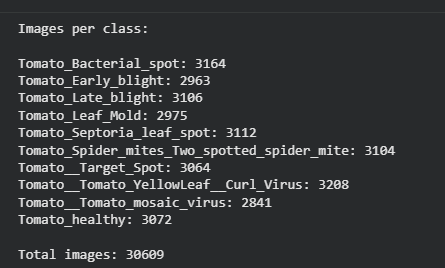 Images per class:
Tomato_Bacterial_spot: 3164
Tomato_Early_blight: 2963
Tomato_Late_blight: 3106
Tomato_Leaf_Mold: 2975
Tomato_Septoria_leaf_spot: 3112
Tomato_Spider_mites_Two_spotted_spider_mite: 3104
Tomato__Target_Spot: 3064
Tomato__Tomato_YellowLeaf__Curl_Virus: 3208
Tomato__Tomato_mosaic_virus: 2841
Tomato_healthy: 3072
Total images: 30609